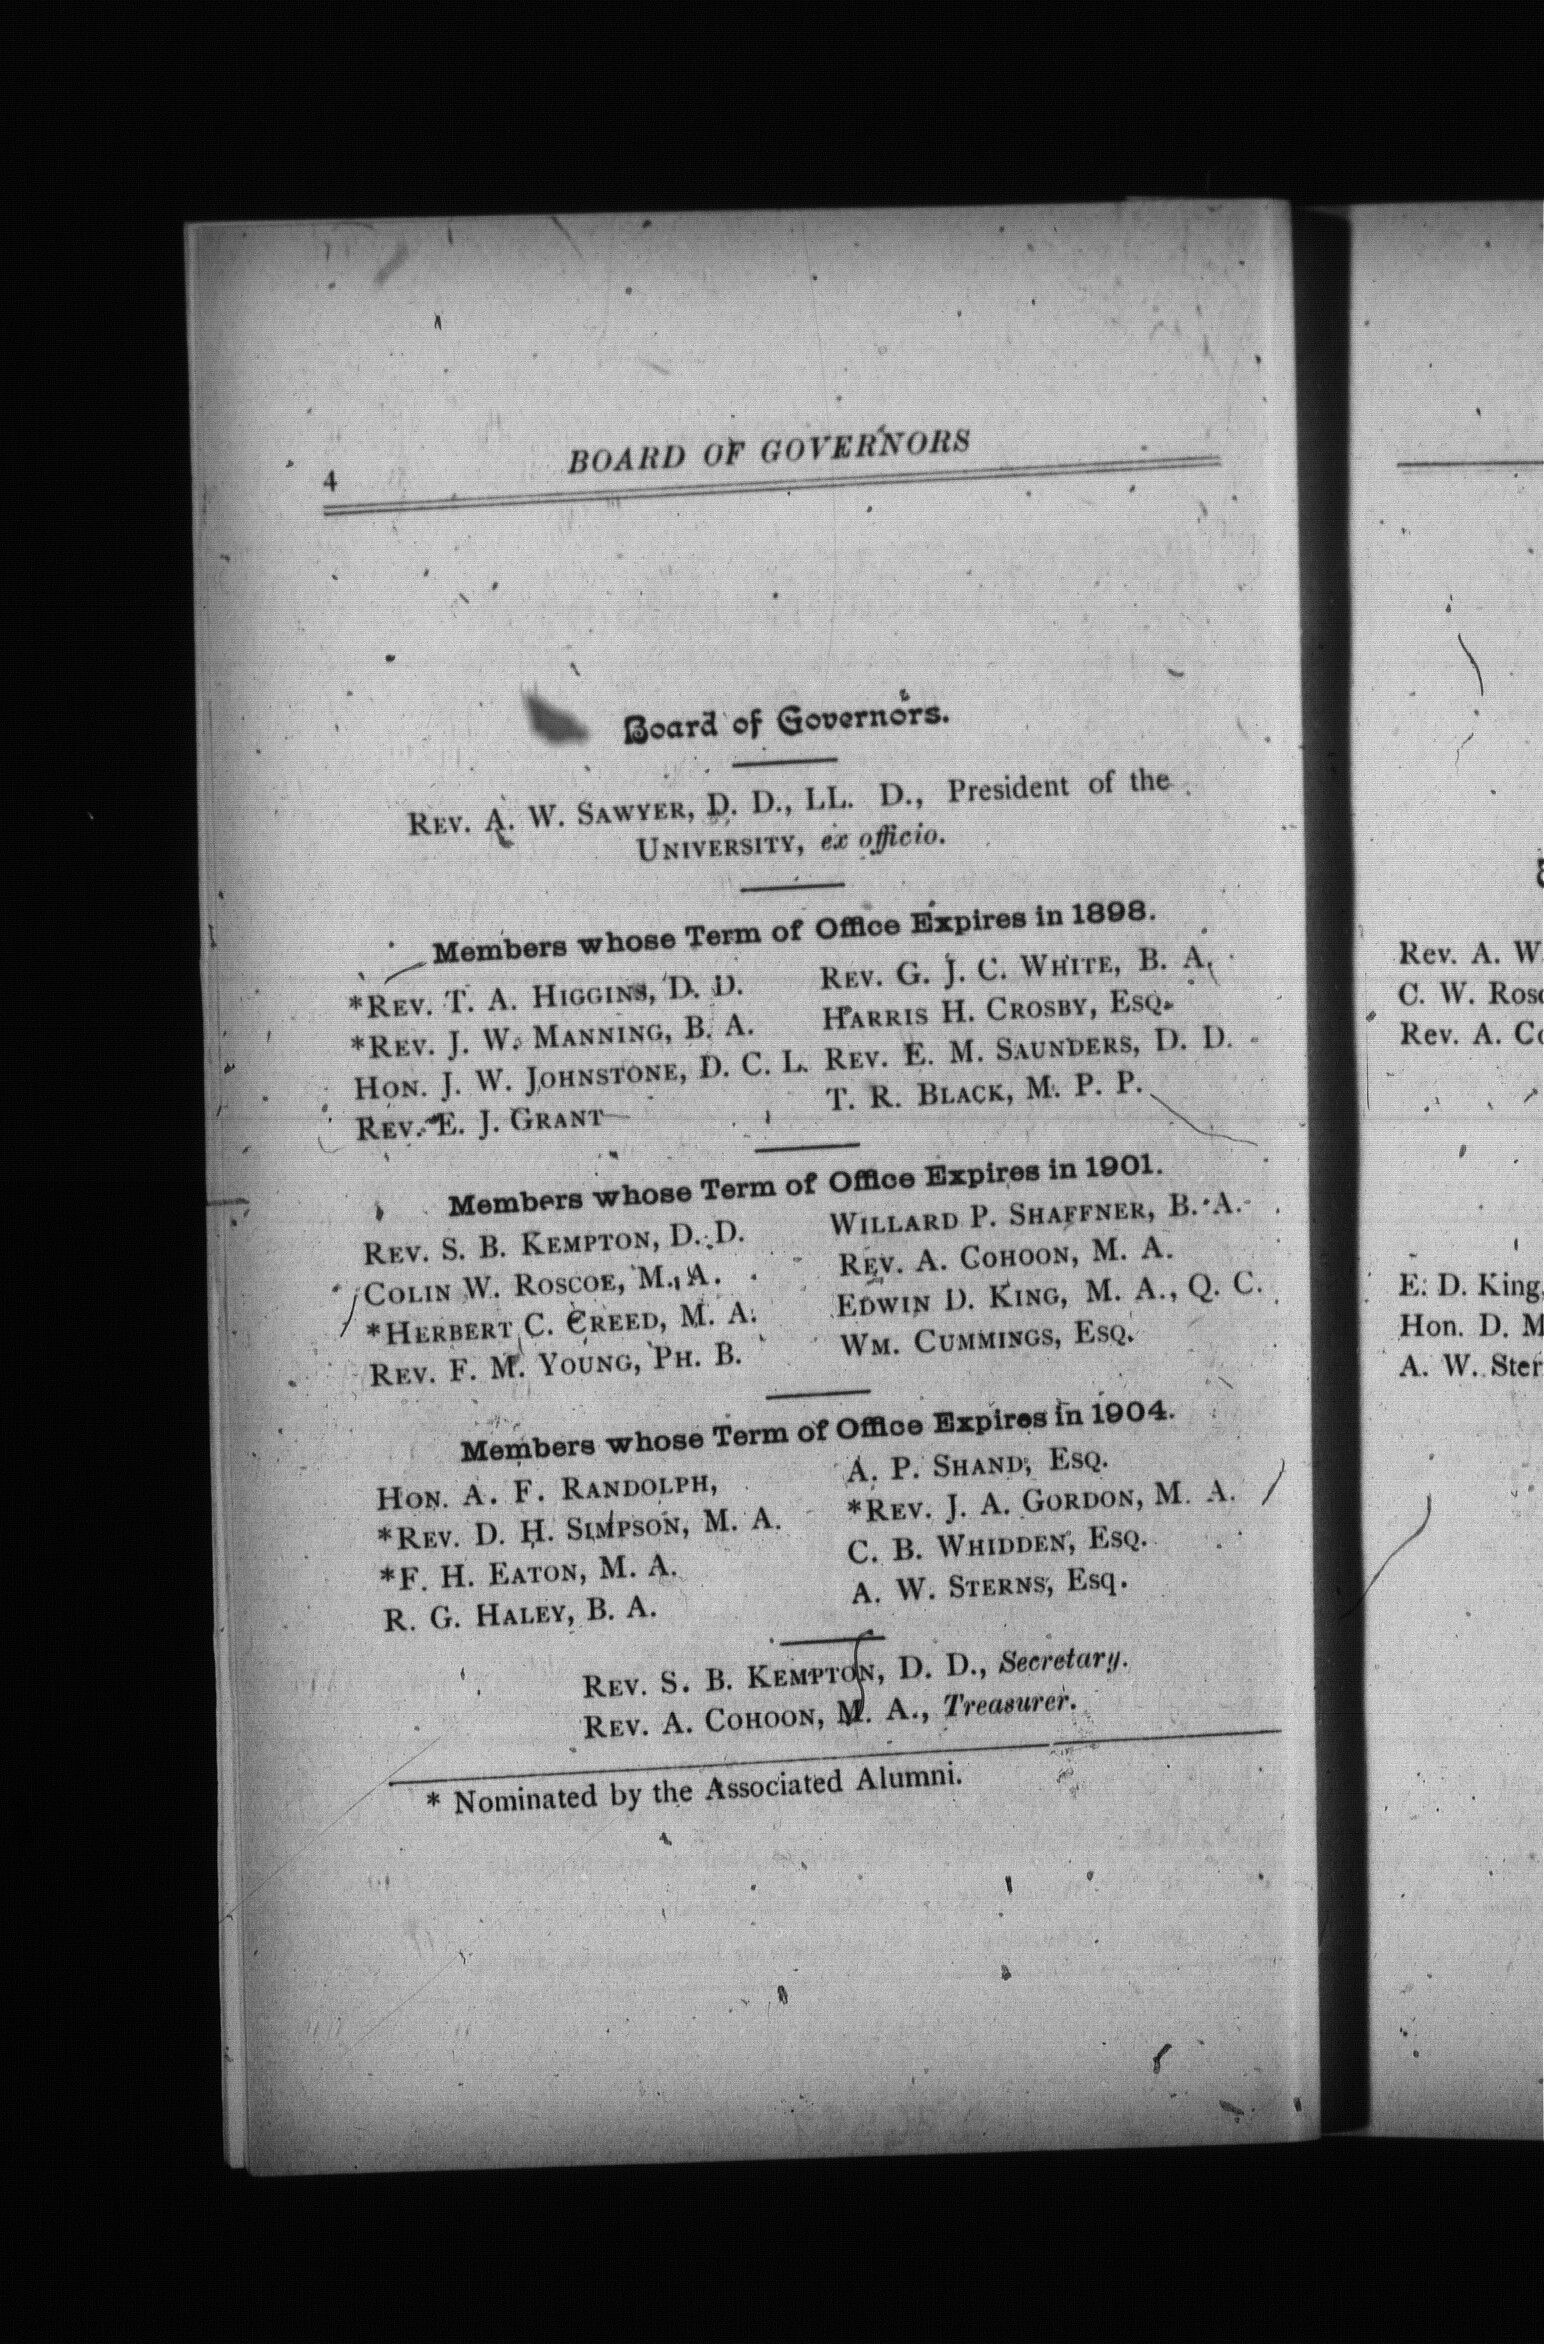 4
BOARD OF GOVERNORS
Board of Governors.
REV. A. W. SAWYER, D. D., LL. D., President of the
UNIVERSITY, ex officio.
Members whose Term of Office Expires in 1898.
*REV. T. A. HIGGINS, D. D.
*REV. J. W. MANNING, B. A.
HON. J. W. JOHNSTONE, D. C. L.
REV. E. J. GRANT
REV. G. J. C. WHITE, B. A.
HARRIS H. CROSBY, ESQ.
REV. E. M. SAUNDERS, D. D.
T. R. BLACK, M. P. P.
Members whose Term of Office Expires in 1901.
REV. S. B. KEMPTON, D. D.
COLIN W. ROSCOE, M. A.
*HERBERT C. CREED, M. A.
REV. F. M. YOUNG, PH. B.
WILLARD P. SHAFFNER, B. A.
REV. A. COHOON, M. A.
EDWIN D. KING, M. A., Q. C.
WM. CUMMINGS, ESQ.
Members whose Term of Office Expires in 1904.
HON. A. F. RANDOLPH,
*REV. D. H. SIMPSON, M. A.
*F. H. EATON, M. A.
R. G. HALEY, B. A.
A. P. SHAND, ESQ.
*REV. J. A. GORDON, M. A.
C. B. WHIDDEN, ESQ.
A. W. STERNS, Esq.
REV. S. B. KEMPTON, D. D., Secretary.
REV. A. COHOON, M. A., Treasurer.
* Nominated by the Associated Alumni.
Rev. A. W.
C. W.
Rev. A.
E. D. King,
Hon. D.
A. W.